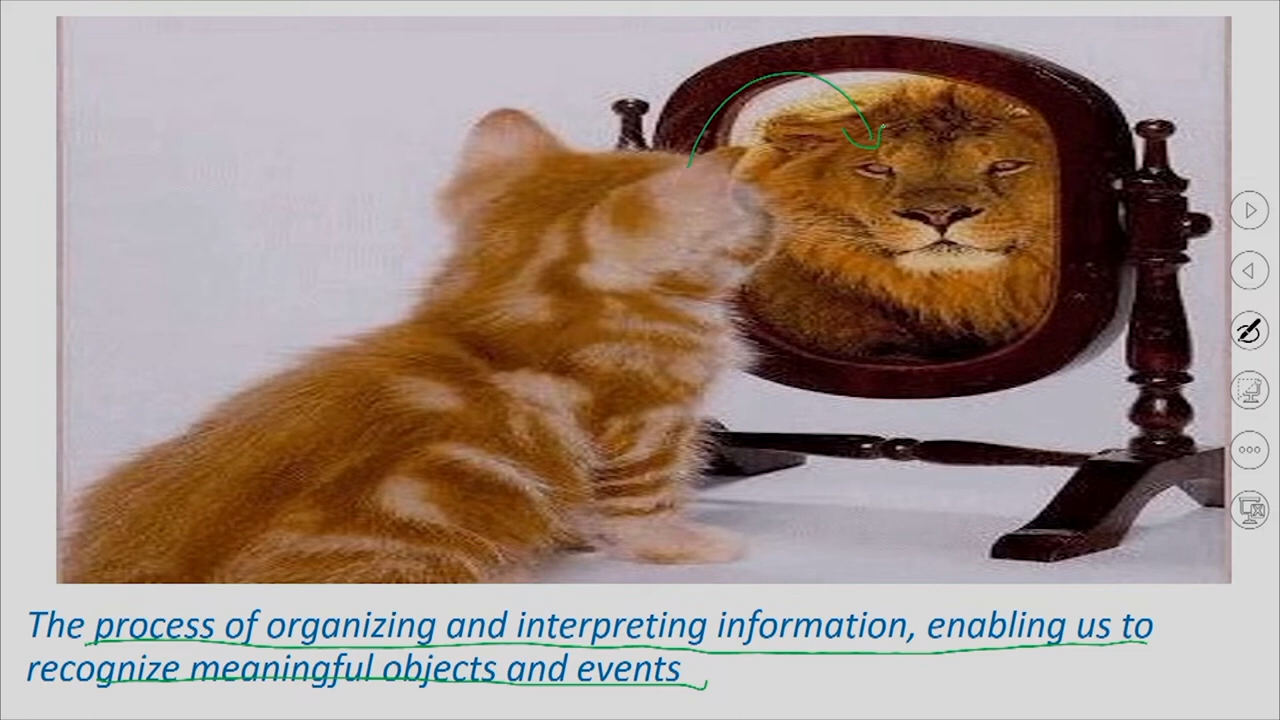 The process of organizing and interpreting information, enabling us to
recognize meaningful objects and events